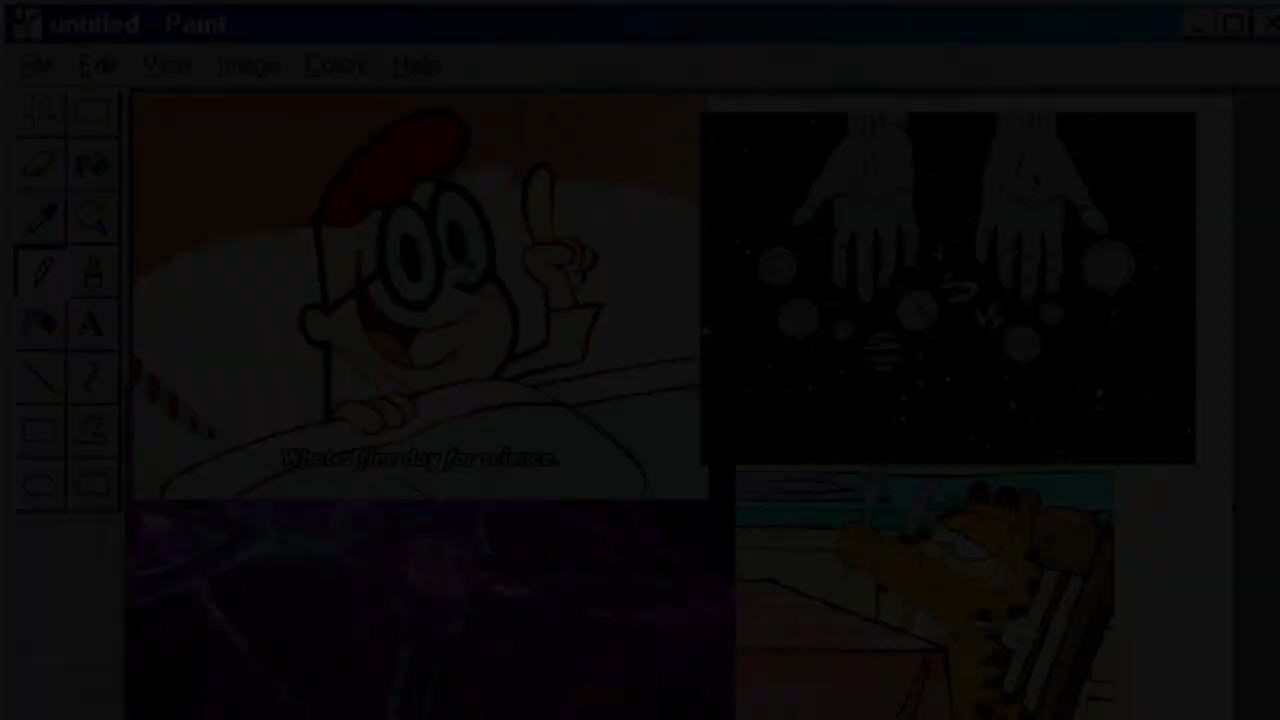 untitled - Paint
File Edit View Image Colors Help
A
What a fine day for science.